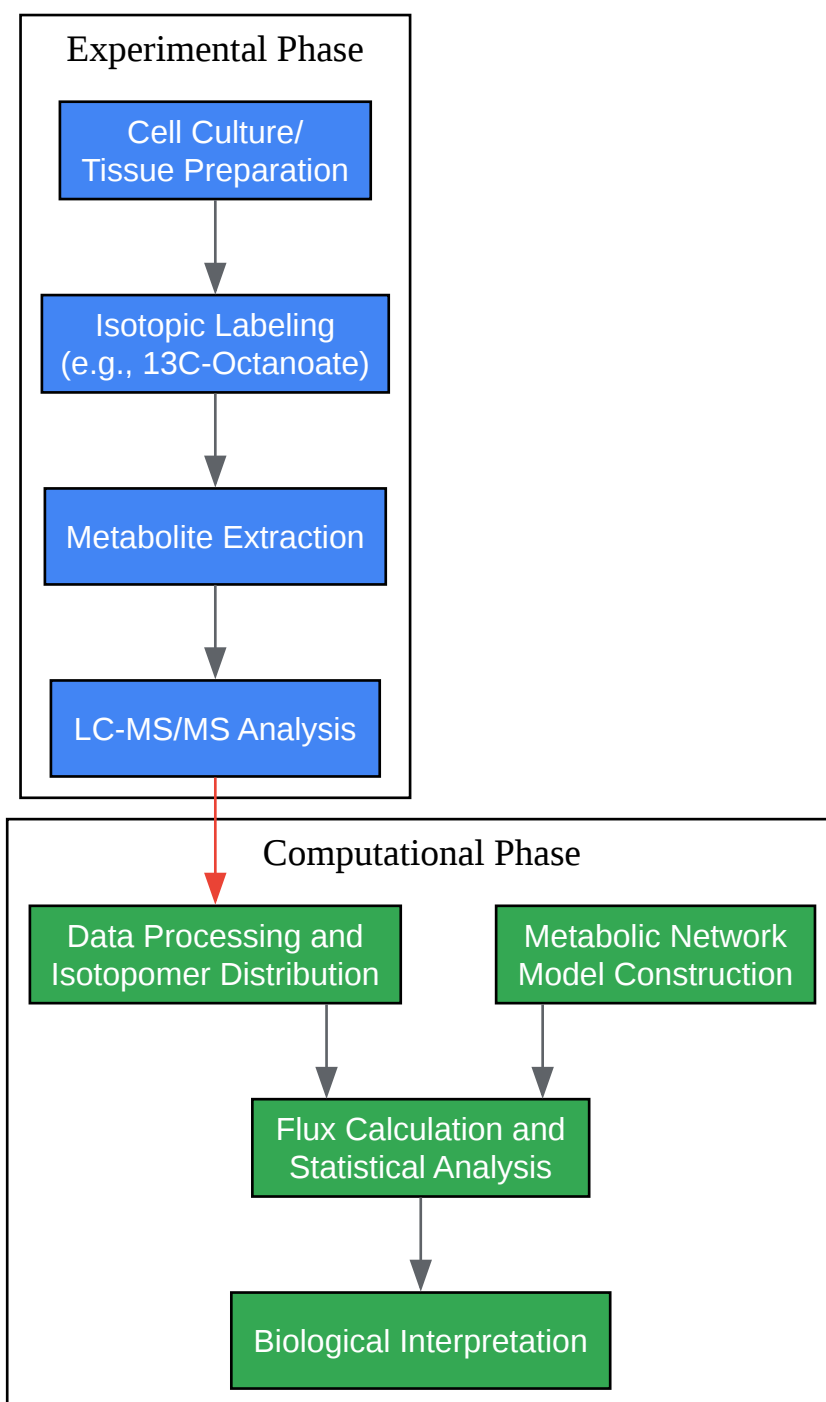 Experimental Phase
Cell Culture/
Tissue Preparation
Isotopic Labeling
(e.g., 13C-Octanoate)
Metabolite Extraction
LC-MS/MS Analysis
Computational Phase
Data Processing and
Isotopomer Distribution
Metabolic Network
Model Construction
Flux Calculation and
Statistical Analysis
Biological Interpretation